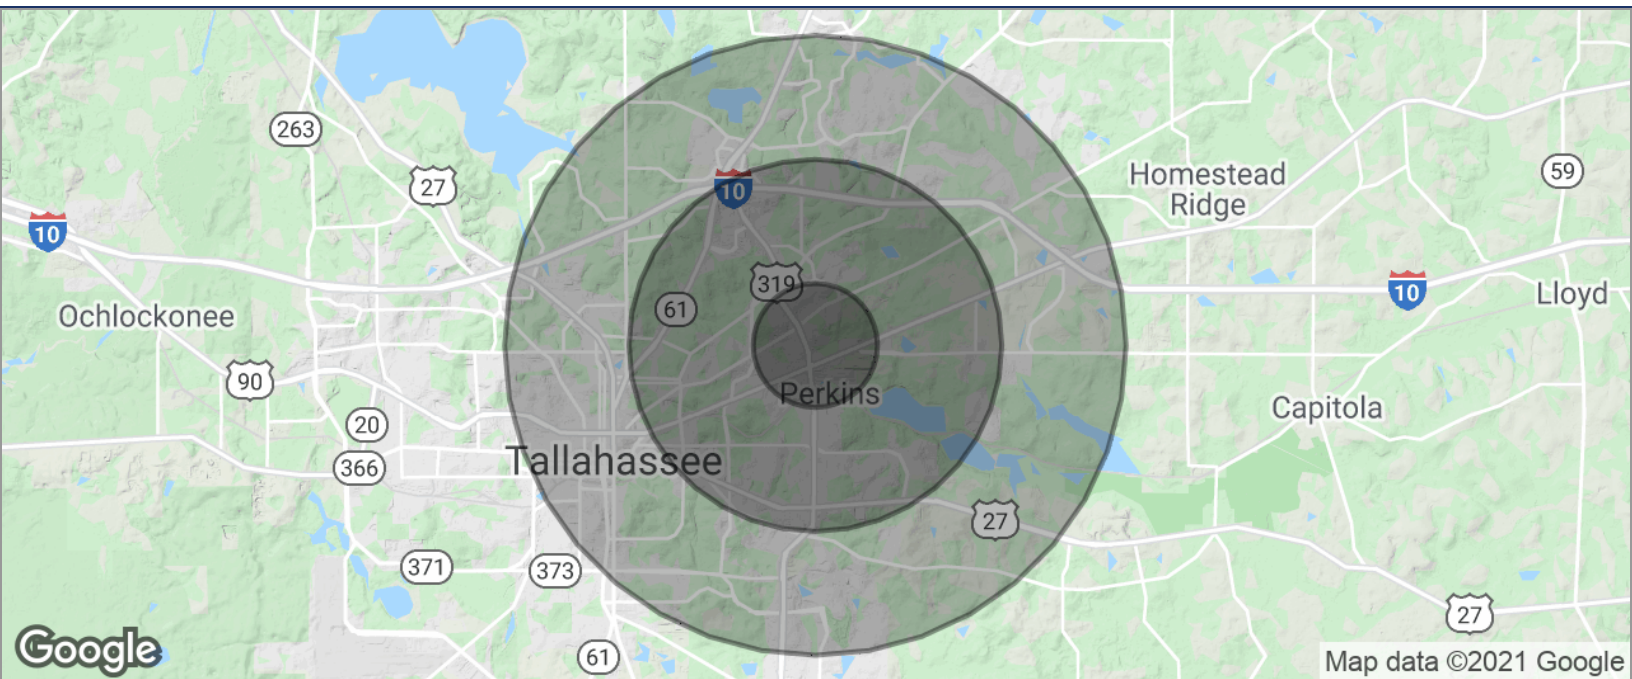 263
27
10
10
59
Homestead
Ridge
10
319
61
Ochlockonee
Lloyd
90
Perkins
20
Capitola
366
Tallahassee
27
371
373
27
61
Google
Map data ©2021 Google